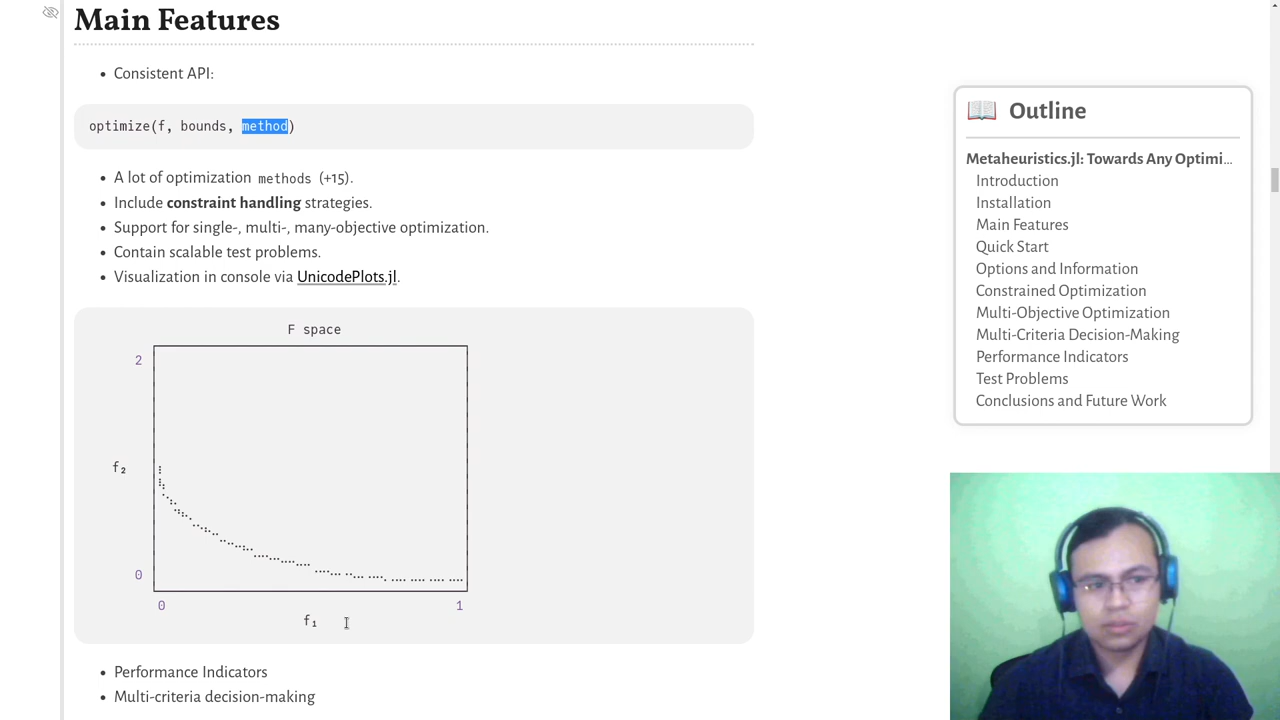 Main Features
• Consistent API:
optimize(f, bounds, method)
• A lot of optimization methods (+15).
• Include constraint handling strategies.
• Support for single-, multi-, many-objective optimization.
• Contain scalable test problems.
• Visualization in console via UnicodePlots.jl.
F space
2
f₂
0
0 1
f₁
• Performance Indicators
• Multi-criteria decision-making
📖 Outline
Metaheuristics.jl: Towards Any Optimi…
Introduction
Installation
Main Features
Quick Start
Options and Information
Constrained Optimization
Multi-Objective Optimization
Multi-Criteria Decision-Making
Performance Indicators
Test Problems
Conclusions and Future Work